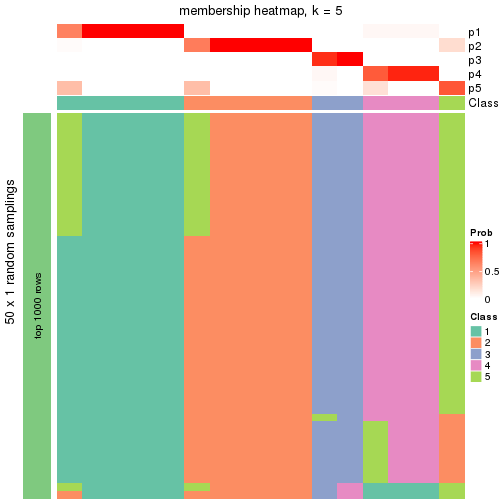 membership heatmap, k = 5
p1
p2
p3
p4
p5
Class
50 x 1 random samplings
top 1000 rows
Prob
1
0.5
0
Class
1
2
3
4
5